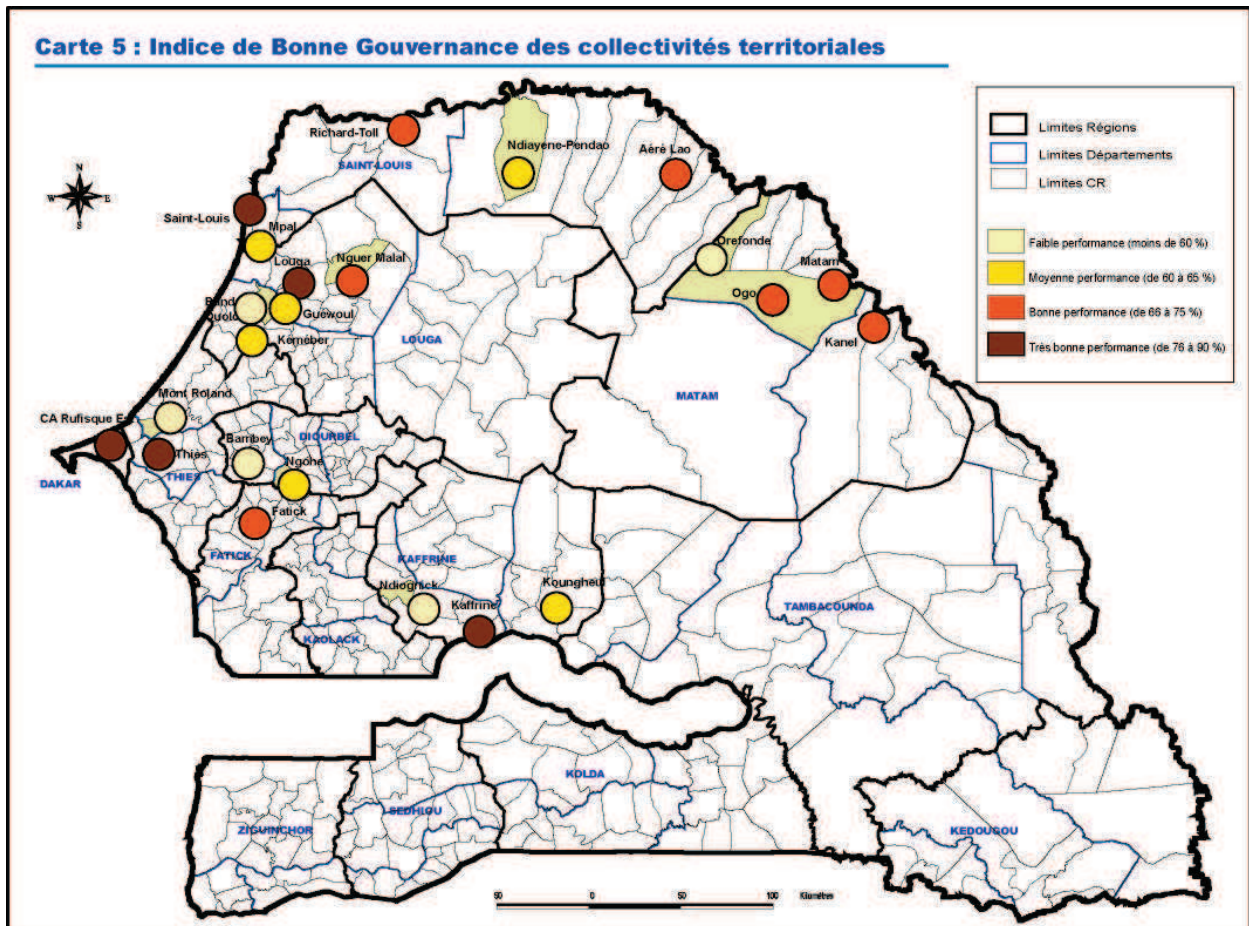 Carte 5 : Indice de Bonne Gouvernance des collectivités territoriales
Limites Régions
Limites Départements
Limites CR
Faible performance (moins de 60 %)
Moyenne performance (de 60 à 65 %)
Bonne performance (de 66 à 75 %)
Très bonne performance (de 76 à 90 %)
N
W
E
S
Richard-Toll
SAINT-LOUIS
Ndiayene-Pendao
Aéré Lao
Saint-Louis
Mpal
Louga
Nguer Malal
Orefonde
Matam
Ogo
Guéwoul
Kanel
Kéméber
LOUGA
MATAM
Mont Roland
CA Rufisque E
Thiès
Bambey
DIOURBEL
Ngohe
DAKAR
THIES
Fatick
FATICK
KAFFRINE
Ndiognick
Koungheul
Kaffrine
TAMBACOUNDA
KAOLACK
KOLDA
SEDHIOU
ZIGUINCHOR
KEDOUGOU
0
50
100
Kilomètres